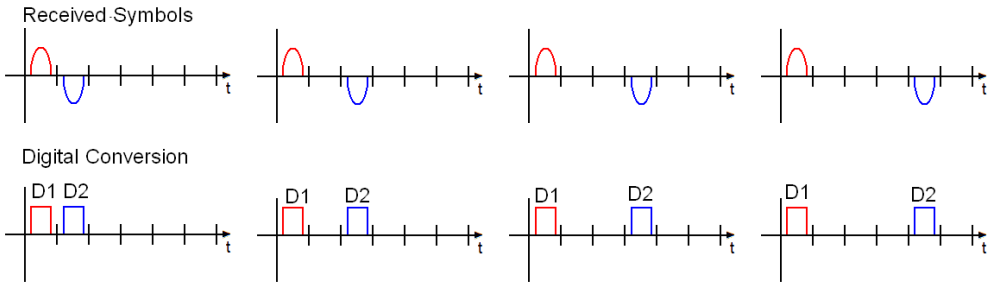 Received Symbols
t t t t
Digital Conversion
D1 D2 D1 D2 D1 D2 D1 D2
t t t t